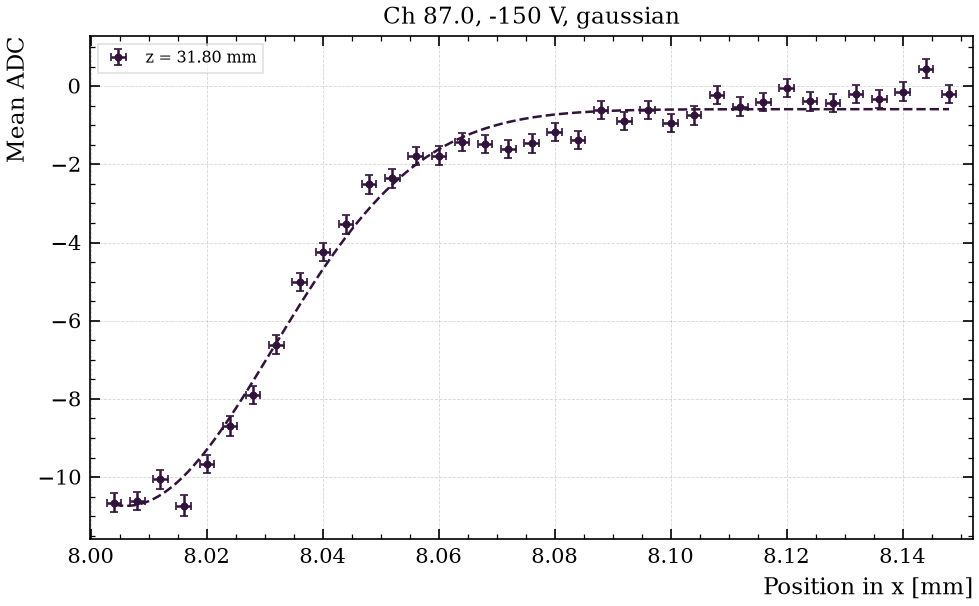 Ch 87.0, -150 V, gaussian
Mean ADC
z = 31.80 mm
0
−2
−4
−6
−8
−10
8.00 8.02 8.04 8.06 8.08 8.10 8.12 8.14
Position in x [mm]